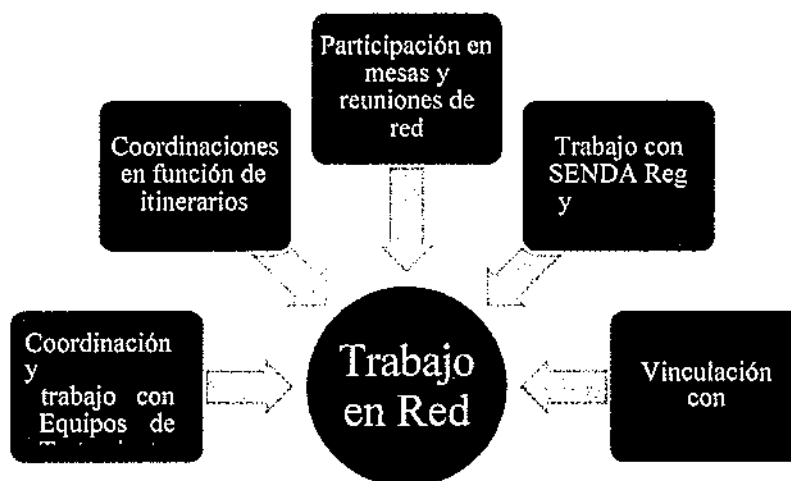 Participación en
mesas y
reuniones de
red
Coordinaciones
en función de
itinerarios
Trabajo con
SENDA Reg
y
Coordinación
y
trabajo con
Equipos de
Trabajo
en Red
Vinculación
con